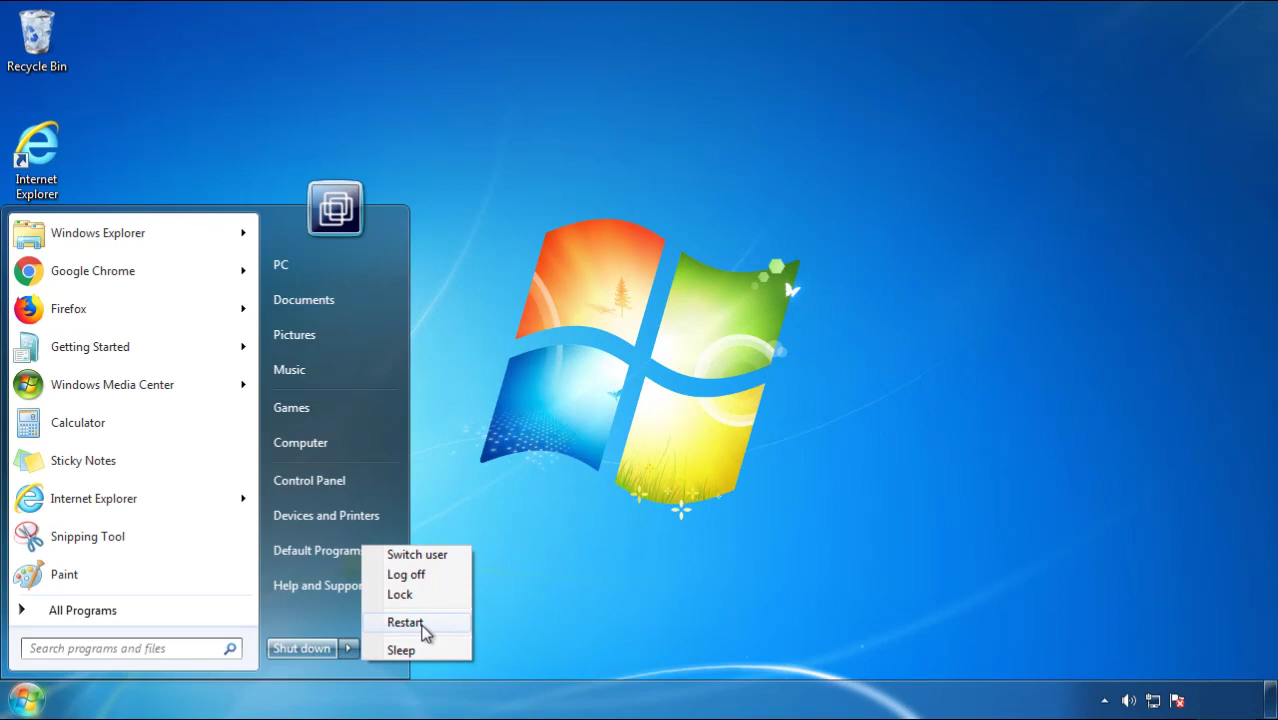 Recycle Bin
Internet
Explorer
Windows Explorer
Google Chrome
Firefox
Getting Started
Windows Media Center
Calculator
Sticky Notes
Internet Explorer
Snipping Tool
Paint
All Programs
Search programs and files
PC
Documents
Pictures
Music
Games
Computer
Control Panel
Devices and Printers
Default Program
Help and Suppor
Shut down
Switch user
Log off
Lock
Restart
Sleep